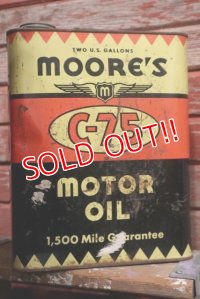 TWO U.S. GALLONS
MOORE'S
M
C-75
SOLD OUT!!
MOTOR
OIL
1,500 Mile Guarantee